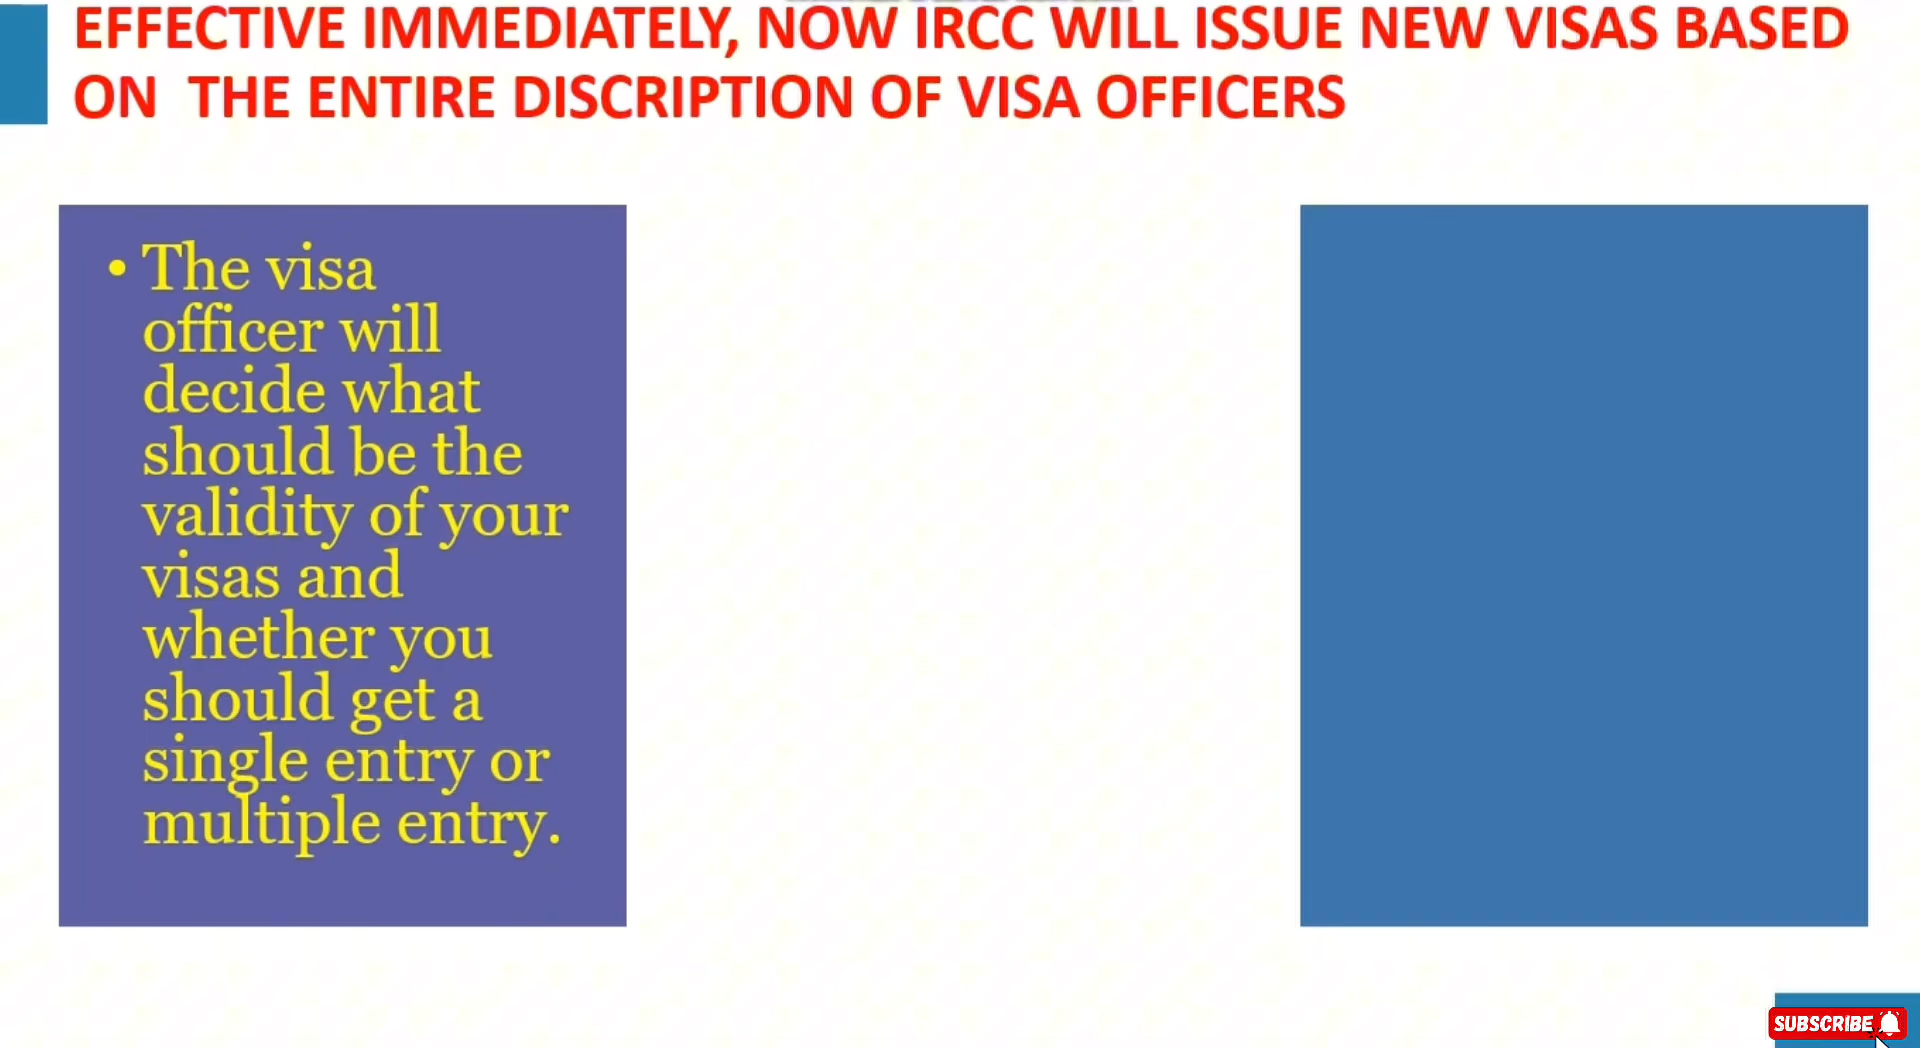 EFFECTIVE IMMEDIATELY, NOW IRCC WILL ISSUE NEW VISAS BASED
ON THE ENTIRE DISCRIPTION OF VISA OFFICERS
• The visa
officer will
decide what
should be the
validity of your
visas and
whether you
should get a
single entry or
multiple entry.
SUBSCRIBE